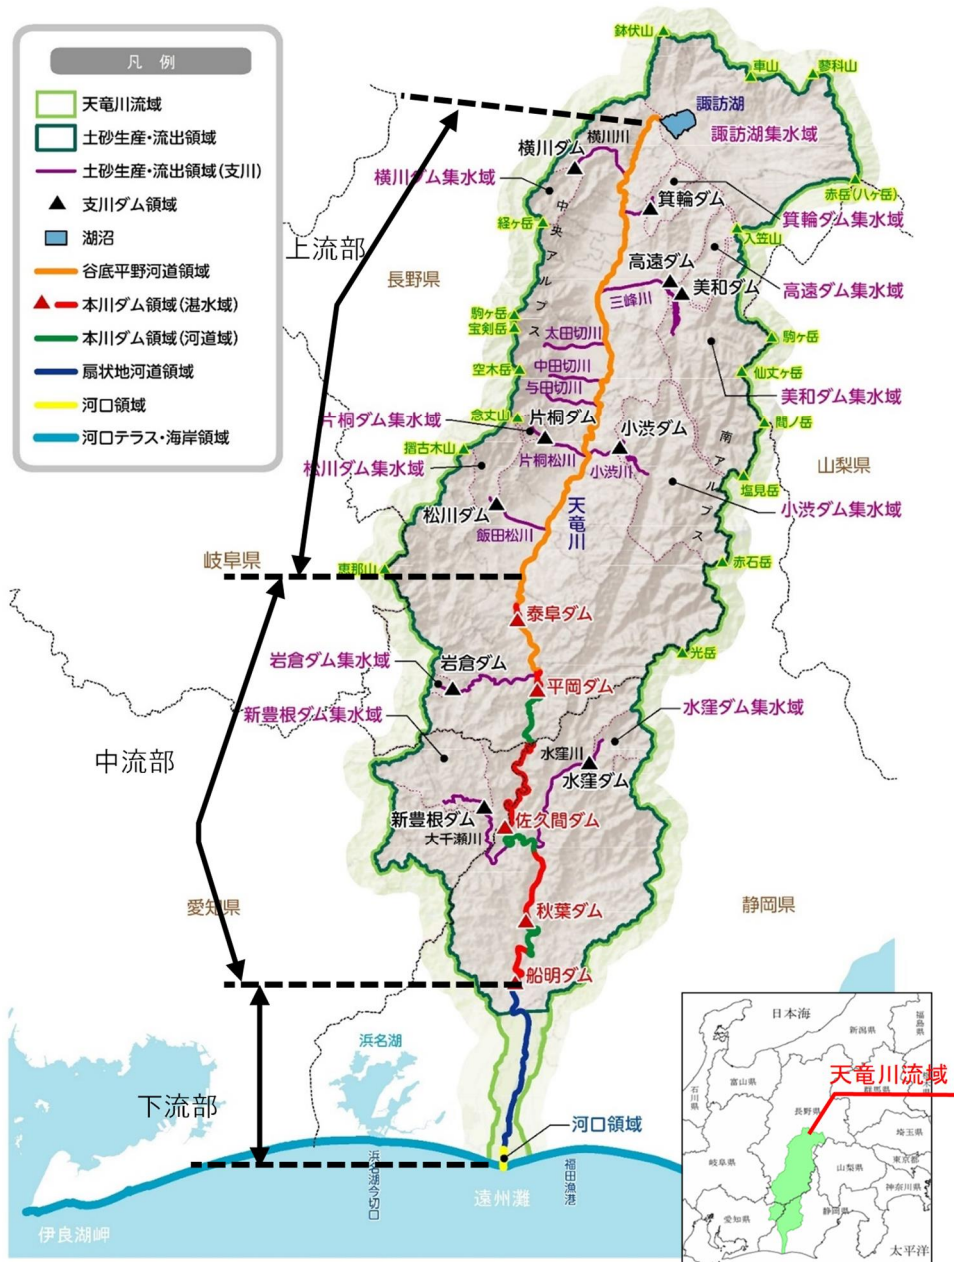 凡例
天竜川流域
土砂生産・流出領域
土砂生産・流出領域(支川)
支川ダム領域
湖沼
谷底平野河道領域
本川ダム領域(湛水域)
本川ダム領域(河道域)
扇状地河道領域
河口領域
河口テラス・海岸領域
鉢伏山
車山
蓼科山
諏訪湖
諏訪湖集水域
横川川
横川ダム
横川ダム集水域
箕輪ダム
赤岳(八ヶ岳)
箕輪ダム集水域
経ヶ岳
中央アルプス
入笠山
上流部
長野県
高遠ダム
美和ダム
高遠ダム集水域
三峰川
駒ヶ岳
宝剣岳
太田切川
駒ヶ岳
空木岳
中田切川
仙丈ヶ岳
与田切川
美和ダム集水域
念丈山
片桐ダム集水域
片桐ダム
小渋ダム
間ノ岳
南アルプス
摺古木山
片桐松川
小渋川
山梨県
松川ダム集水域
塩見岳
松川ダム
小渋ダム集水域
飯田松川
天竜川
岐阜県
恵那山
赤石岳
泰阜ダム
光岳
岩倉ダム集水域
岩倉ダム
平岡ダム
新豊根ダム集水域
水窪ダム集水域
中流部
水窪川
水窪ダム
新豊根ダム
佐久間ダム
大千瀬川
愛知県
秋葉ダム
静岡県
船明ダム
浜名湖
下流部
河口領域
浜名湖今切口
福田漁港
遠州灘
伊良湖岬
日本海
新潟県
福島県
富山県
石川県
天竜川流域
群馬県
長野県
埼玉県
岐阜県
山梨県
東京都
神奈川県
静岡県
愛知県
太平洋